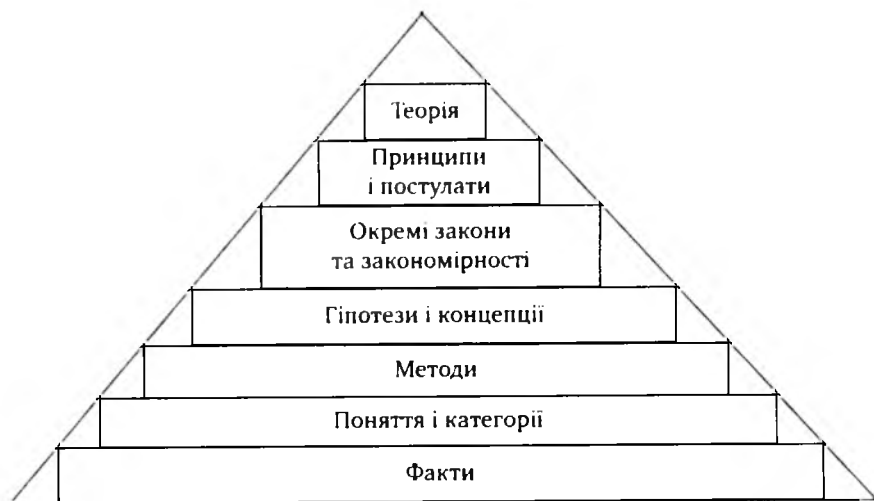 Теорія
Принципи
і постулати
Окремі закони
та закономірності
Гіпотези і концепції
Методи
Поняття і категорії
Факти